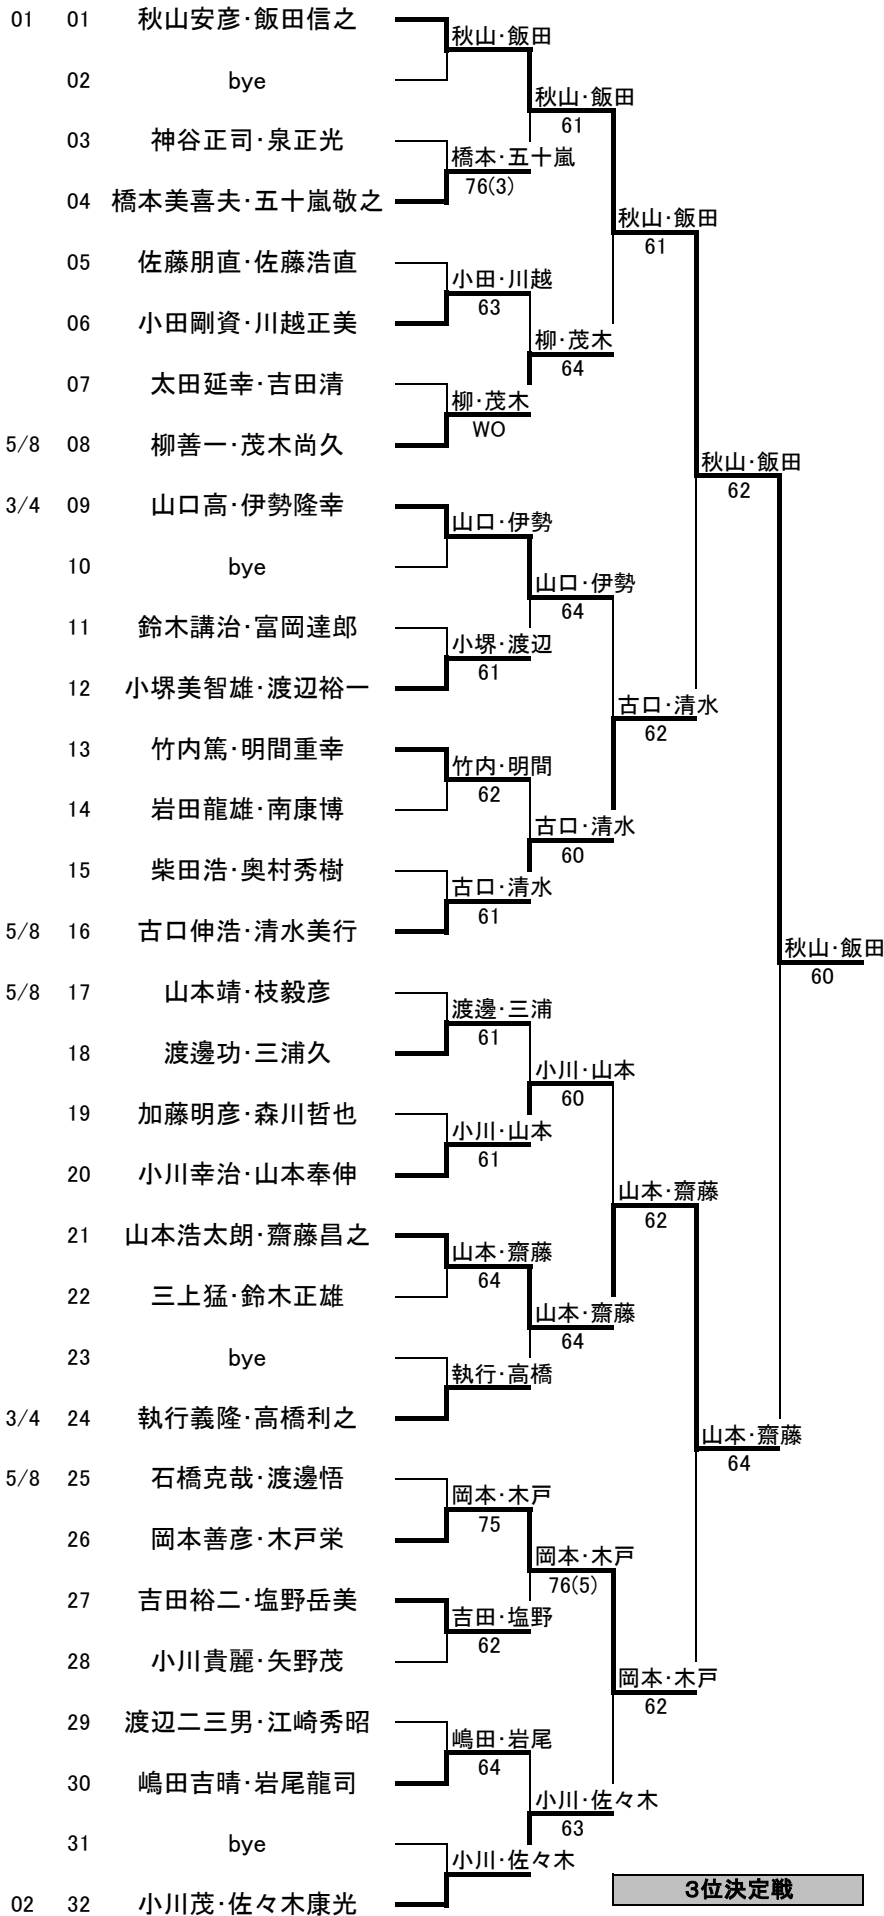 01 01 秋山安彦・飯田信之
秋山・飯田
02 bye
秋山・飯田
61
03 神谷正司・泉正光
橋本・五十嵐
76(3)
04 橋本美喜夫・五十嵐敬之
秋山・飯田
61
05 佐藤朋直・佐藤浩直
小田・川越
63
06 小田剛資・川越正美
柳・茂木
64
07 太田延幸・吉田清
柳・茂木
WO
5/8 08 柳善一・茂木尚久
秋山・飯田
62
3/4 09 山口高・伊勢隆幸
山口・伊勢
10 bye
山口・伊勢
64
11 鈴木講治・富岡達郎
小堺・渡辺
61
12 小堺美智雄・渡辺裕一
古口・清水
62
13 竹内篤・明間重幸
竹内・明間
62
14 岩田龍雄・南康博
古口・清水
60
15 柴田浩・奥村秀樹
古口・清水
61
5/8 16 古口伸浩・清水美行
秋山・飯田
60
5/8 17 山本靖・枝毅彦
渡邊・三浦
61
18 渡邊功・三浦久
小川・山本
60
19 加藤明彦・森川哲也
小川・山本
61
20 小川幸治・山本奉伸
山本・齋藤
62
21 山本浩太朗・齋藤昌之
山本・齋藤
64
22 三上猛・鈴木正雄
山本・齋藤
64
23 bye
執行・高橋
3/4 24 執行義隆・高橋利之
山本・齋藤
64
5/8 25 石橋克哉・渡邊悟
岡本・木戸
75
26 岡本善彦・木戸栄
岡本・木戸
76(5)
27 吉田裕二・塩野岳美
吉田・塩野
62
28 小川貴麗・矢野茂
岡本・木戸
62
29 渡辺二三男・江崎秀昭
嶋田・岩尾
64
30 嶋田吉晴・岩尾龍司
小川・佐々木
63
31 bye
小川・佐々木
3位決定戦
02 32 小川茂・佐々木康光